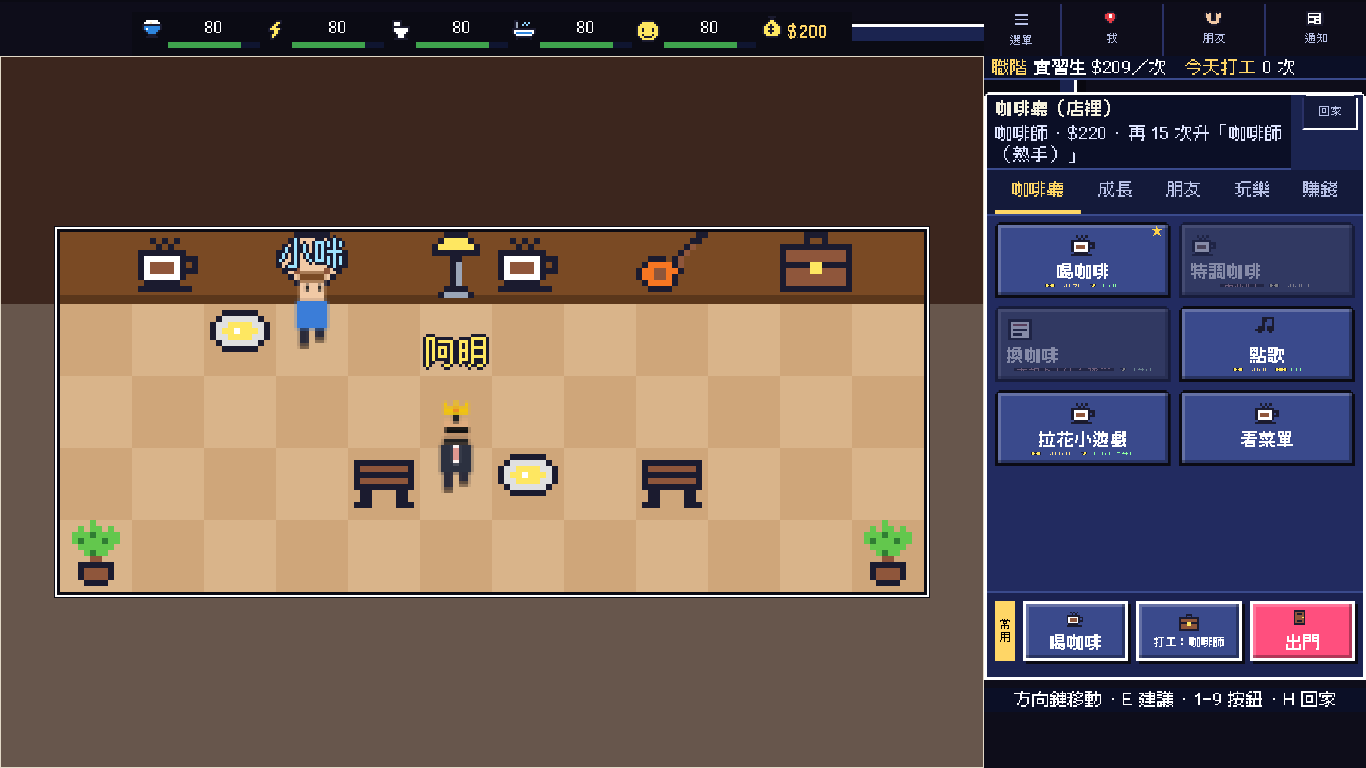 80 80 80 80 80 $200
選單 我 朋友 通知
職階 實習生 $209／次 今天打工 0 次
咖啡廳（店裡）
回家
咖啡師 · $220 · 再 15 次升「咖啡師
（熟手）」
咖啡廳 成長 朋友 玩樂 賺錢
喝咖啡 特調咖啡
換咖啡 點歌
拉花小遊戲 看菜單
小咪
阿明
常用
喝咖啡 打工：咖啡師 出門
方向鍵移動 · E 建議 · 1-9 按鈕 · H 回家